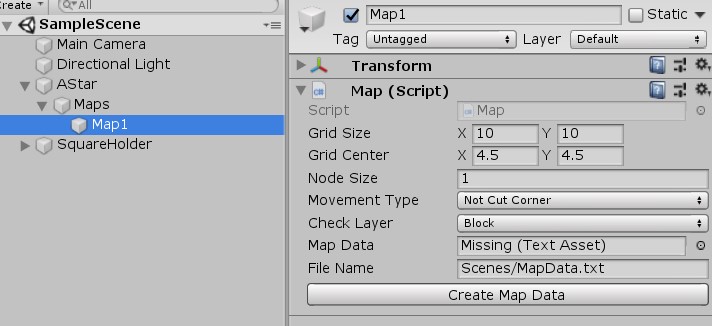 Create
All
SampleScene
Main Camera
Directional Light
AStar
Maps
Map1
SquareHolder
Map1
Static
Tag Untagged Layer Default
Transform
Map (Script)
Script Map
Grid Size X 10 Y 10
Grid Center X 4.5 Y 4.5
Node Size 1
Movement Type Not Cut Corner
Check Layer Block
Map Data Missing (Text Asset)
File Name Scenes/MapData.txt
Create Map Data